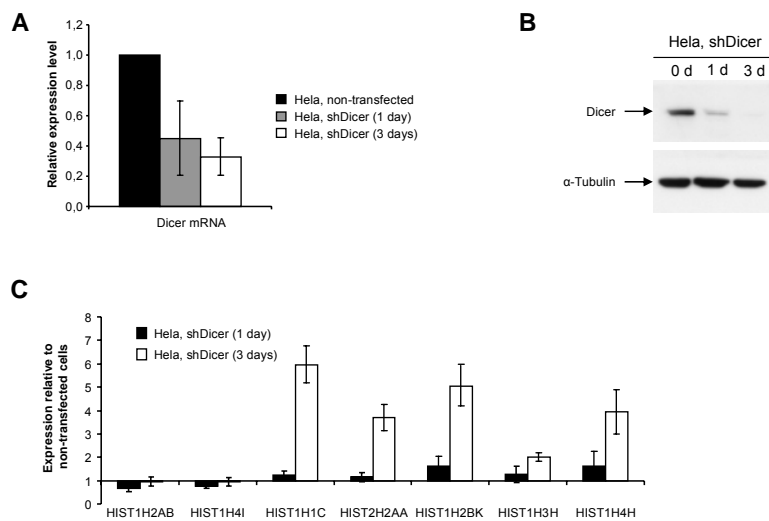 A
Relative expression level
1,2
1,0
0,8
0,6
0,4
0,2
0,0
Dicer mRNA
Hela, non-transfected
Hela, shDicer (1 day)
Hela, shDicer (3 days)
B
Hela, shDicer
0 d 1 d 3 d
Dicer
α-Tubulin
C
Expression relative to
non-transfected cells
8
7
6
5
4
3
2
1
0
Hela, shDicer (1 day)
Hela, shDicer (3 days)
HIST1H2AB HIST1H4I HIST1H1C HIST2H2AA HIST1H2BK HIST1H3H HIST1H4H